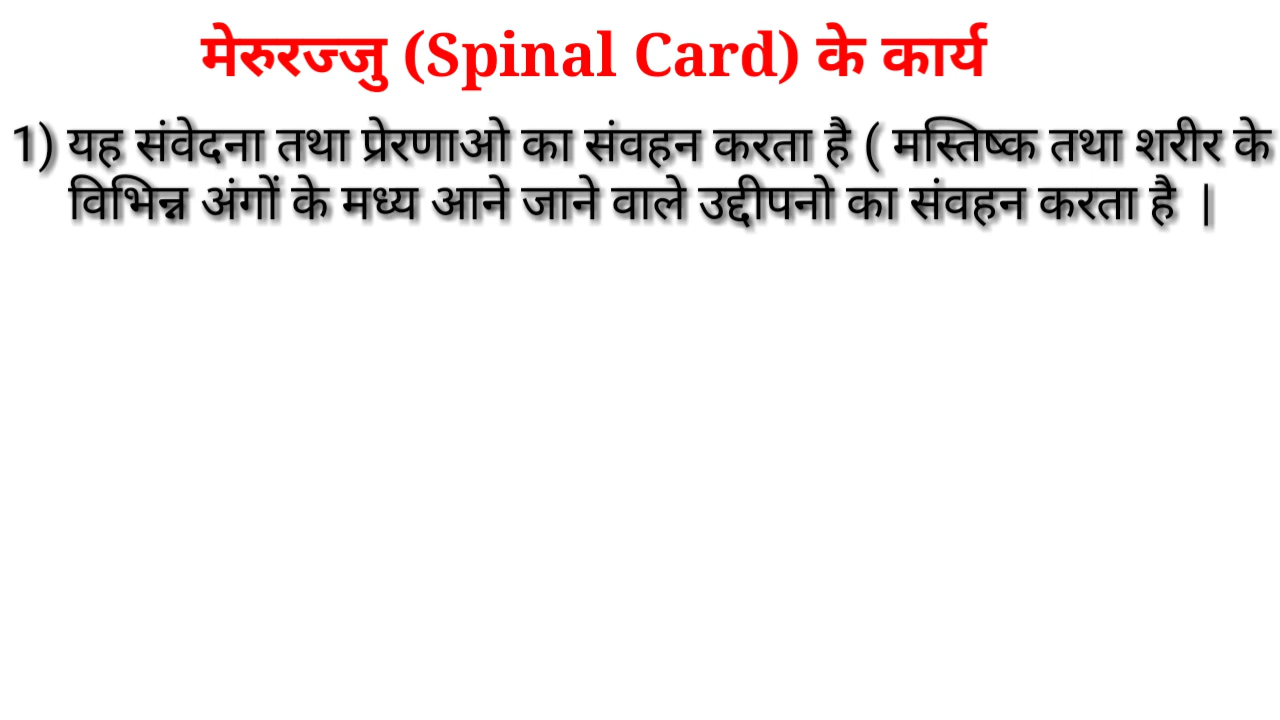 मेरुरज्जु (Spinal Card) के कार्य
1) यह संवेदना तथा प्रेरणाओ का संवहन करता है ( मस्तिष्क तथा शरीर के
विभिन्न अंगों के मध्य आने जाने वाले उद्दीपनो का संवहन करता है |